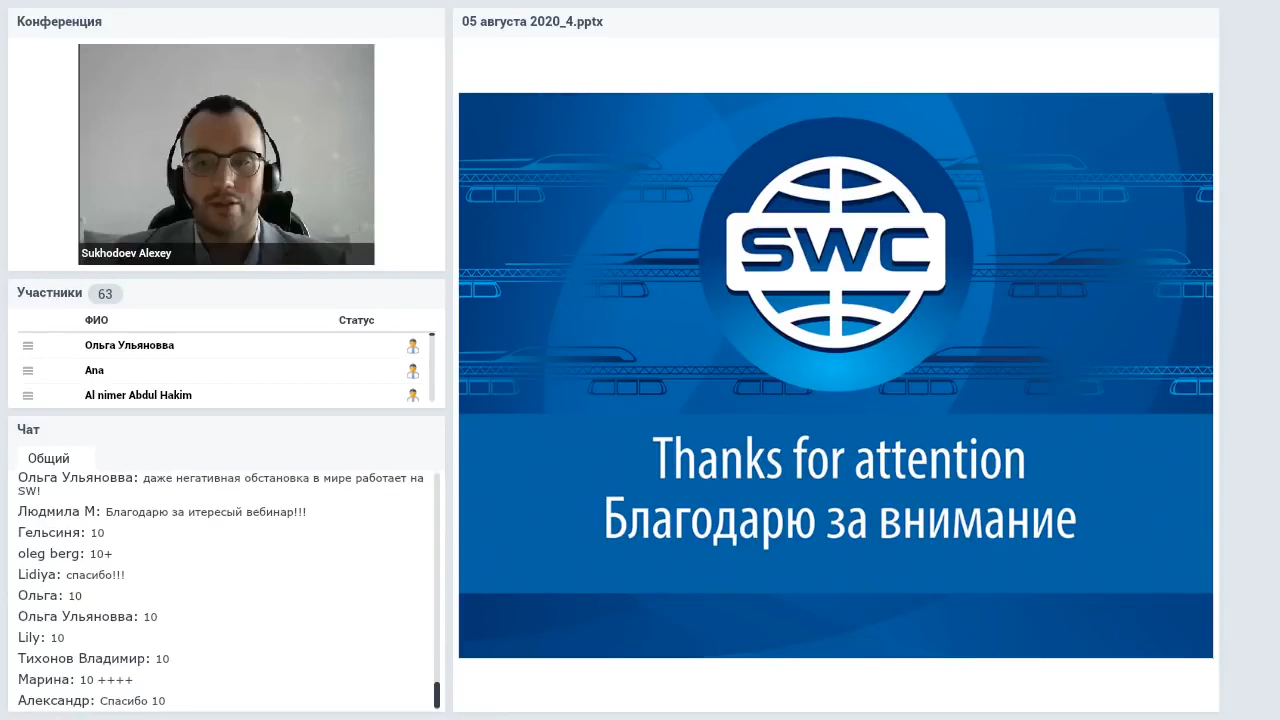 Конференция
Sukhodoev Alexey
Участники 63
ФИО Статус
Ольга Ульяновва
Ana
Al nimer Abdul Hakim
Чат
Общий
Ольга Ульяновва: даже негативная обстановка в мире работает на
SW!
Людмила М: Благодарю за итересый вебинар!!!
Гельсиня: 10
oleg berg: 10+
Lidiya: спасибо!!!
Ольга: 10
Ольга Ульяновва: 10
Lily: 10
Тихонов Владимир: 10
Марина: 10 ++++
Александр: Спасибо 10
05 августа 2020_4.pptx
SWC
Thanks for attention
Благодарю за внимание